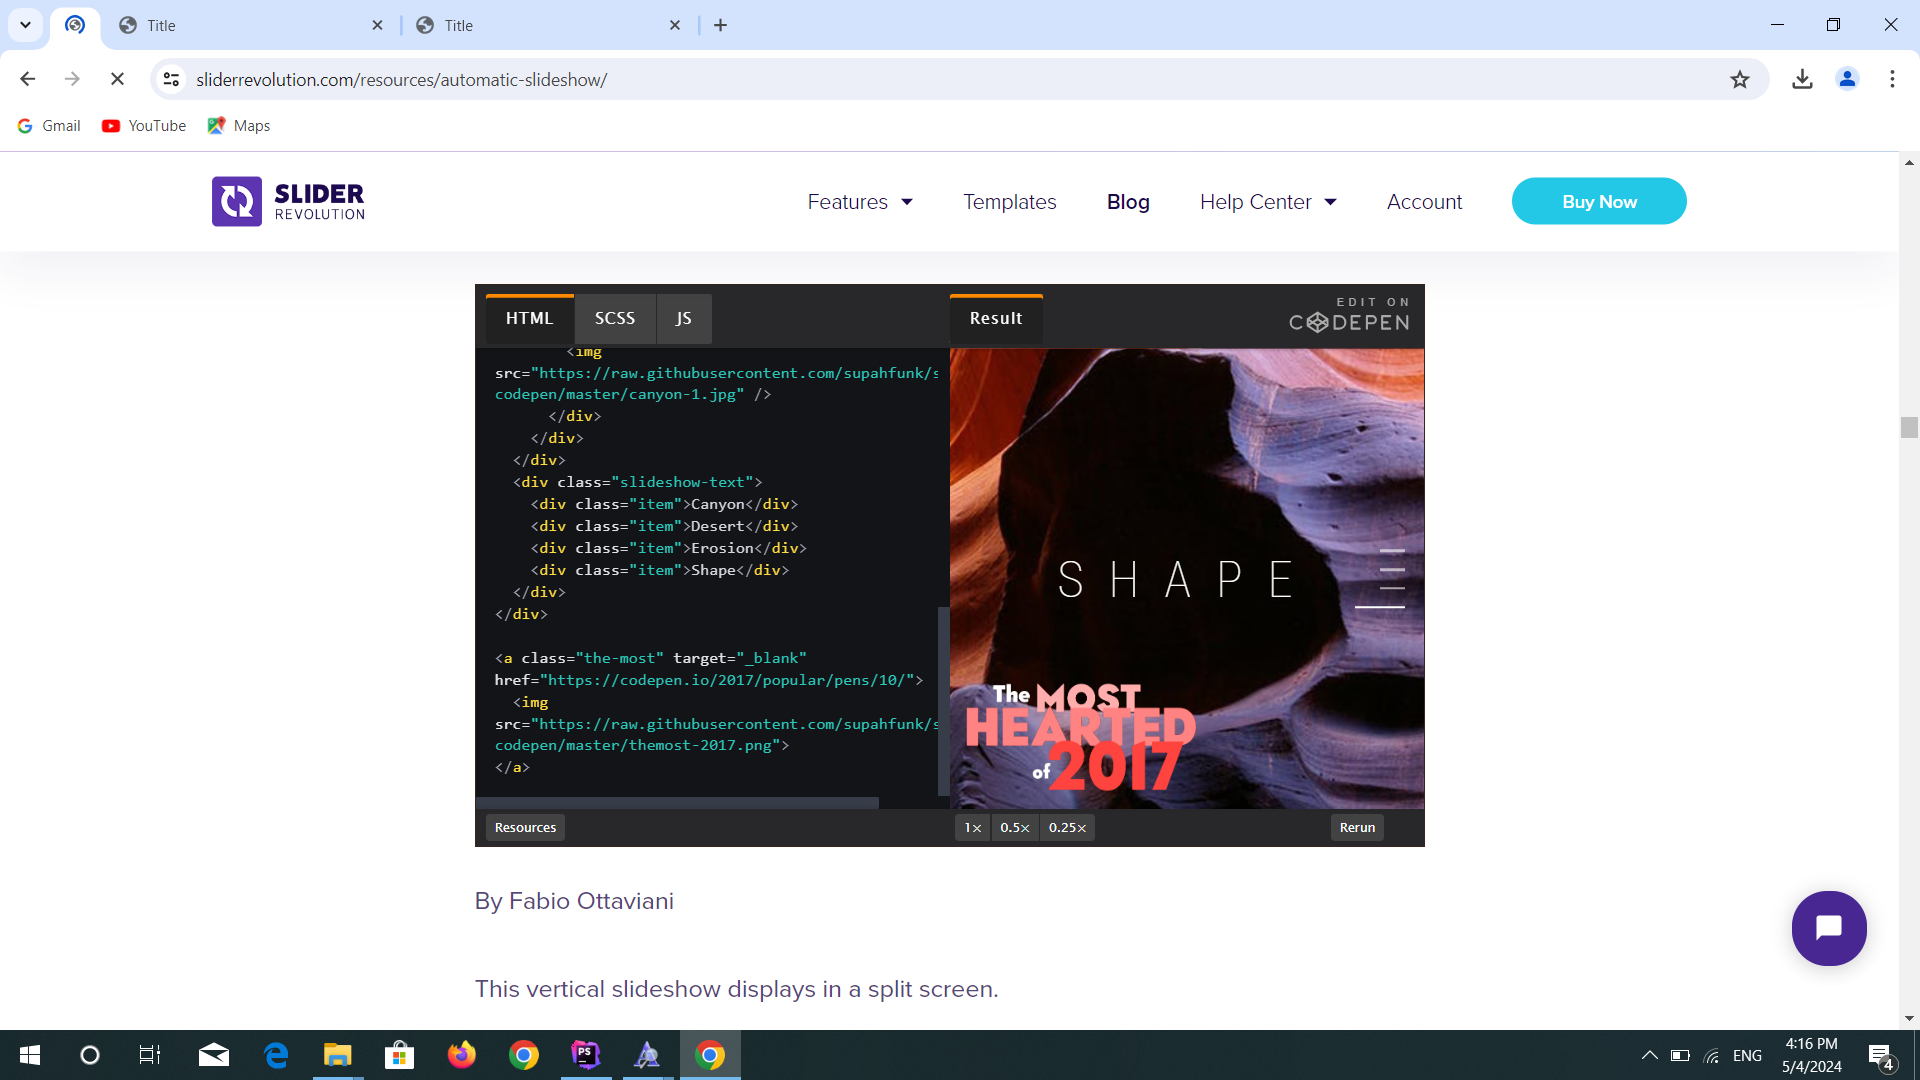 Title
Title
sliderrevolution.com/resources/automatic-slideshow/
Gmail
YouTube
Maps
SLIDER
REVOLUTION
Features
Templates
Blog
Help Center
Account
Buy Now
HTML
SCSS
JS
Result
EDIT ON
CODEPEN
<img
src="https://raw.githubusercontent.com/supahfunk/s
codepen/master/canyon-1.jpg" />
</div>
</div>
</div>
<div class="slideshow-text">
<div class="item">Canyon</div>
<div class="item">Desert</div>
<div class="item">Erosion</div>
<div class="item">Shape</div>
</div>
</div>
<a class="the-most" target="_blank"
href="https://codepen.io/2017/popular/pens/10/">
<img
src="https://raw.githubusercontent.com/supahfunk/s
codepen/master/themost-2017.png">
</a>
SHAPE
The MOST
HEARTED
of 2017
Resources
1×
0.5×
0.25×
Rerun
By Fabio Ottaviani
This vertical slideshow displays in a split screen.
PS
ENG
4:16 PM
5/4/2024
4